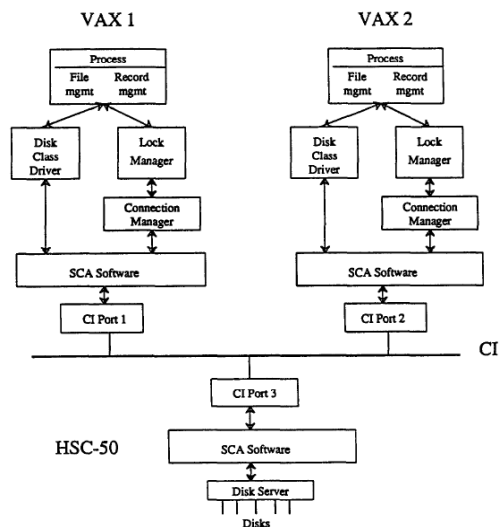 VAX 1
VAX 2
Process
File Record
mgmt mgmt
Process
File Record
mgmt mgmt
Disk
Class
Driver
Lock
Manager
Disk
Class
Driver
Lock
Manager
Connection
Manager
Connection
Manager
SCA Software
SCA Software
CI Port 1
CI Port 2
CI
CI Port 3
HSC-50
SCA Software
Disk Server
Disks